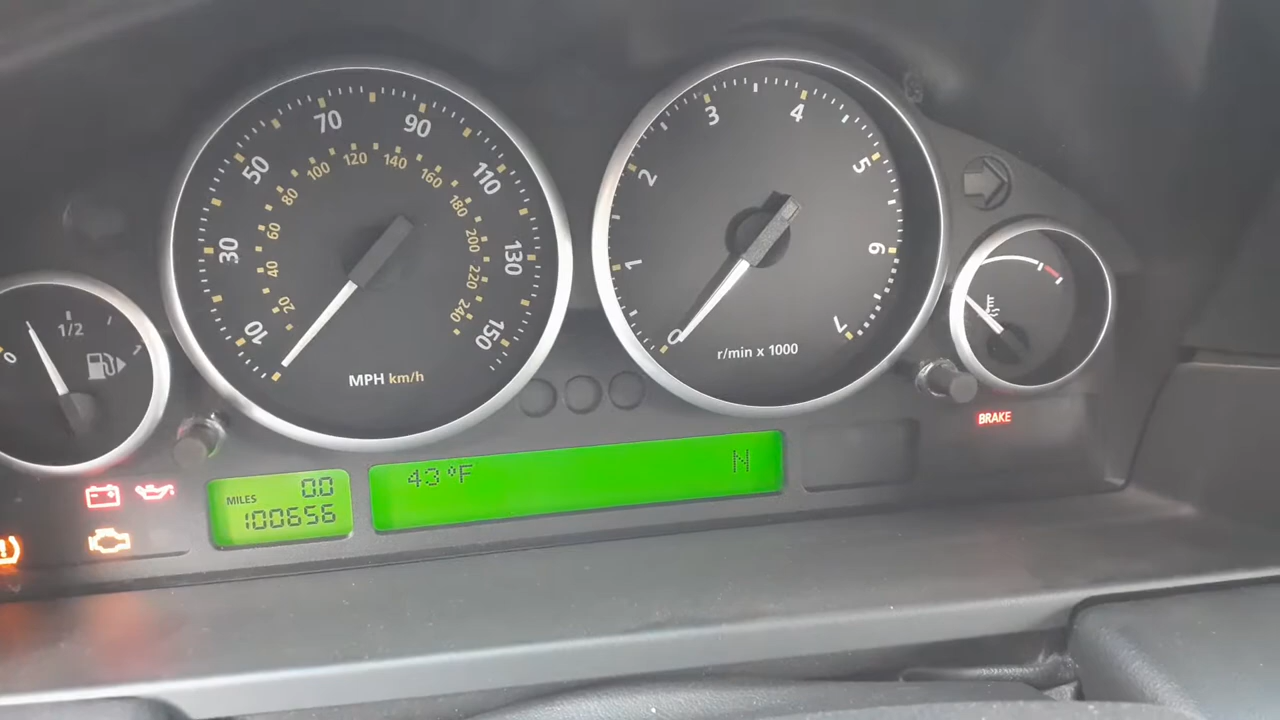 0 1/2
10 30 50 70 90 110 130 150
20 40 60 80 100 120 140 160 180 200 220 240
MPH km/h
0 1 2 3 4 5 6 7
r/min x 1000
BRAKE
MILES 0.0
100656
43°F N